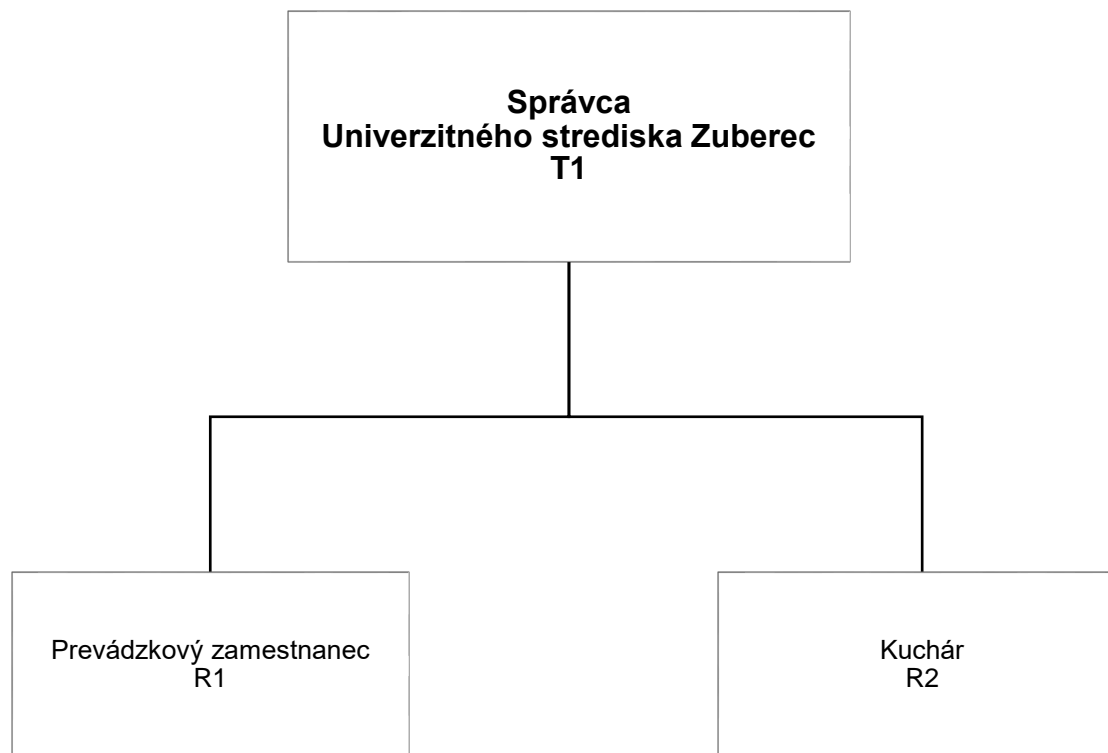 Správca
Univerzitného strediska Zuberec
T1
Prevádzkový zamestnanec
R1
Kuchár
R2